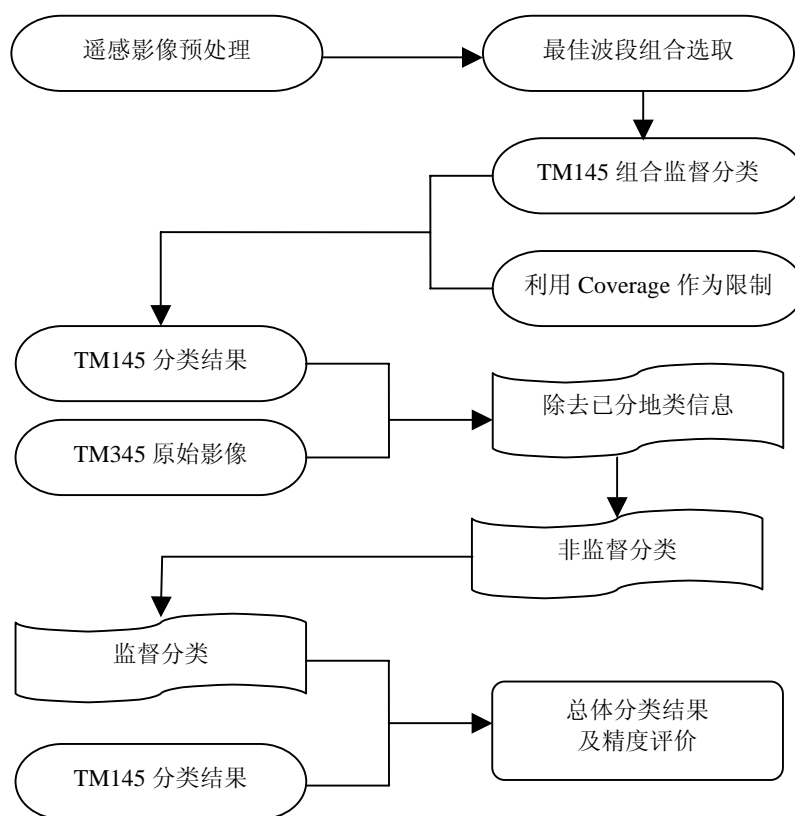 遥感影像预处理
最佳波段组合选取
TM145 组合监督分类
利用 Coverage 作为限制
TM145 分类结果
除去已分地类信息
TM345 原始影像
非监督分类
监督分类
总体分类结果
及精度评价
TM145 分类结果